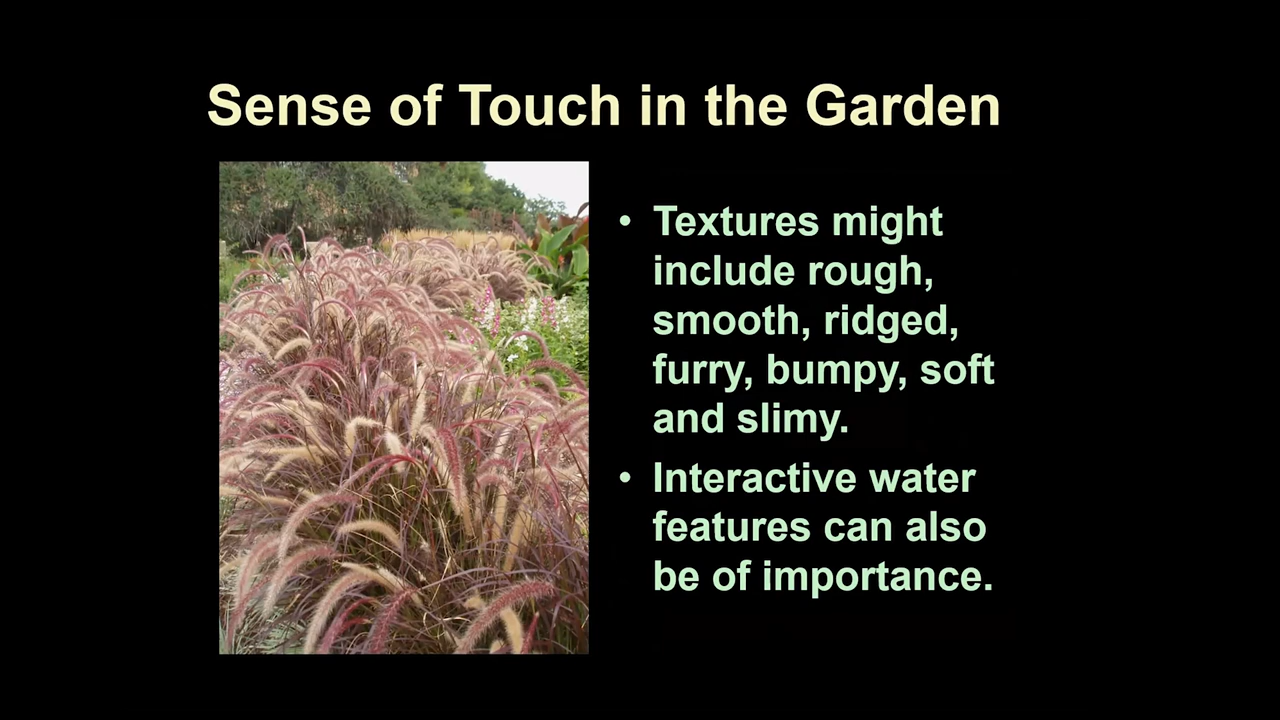 Sense of Touch in the Garden
• Textures might
include rough,
smooth, ridged,
furry, bumpy, soft
and slimy.
• Interactive water
features can also
be of importance.